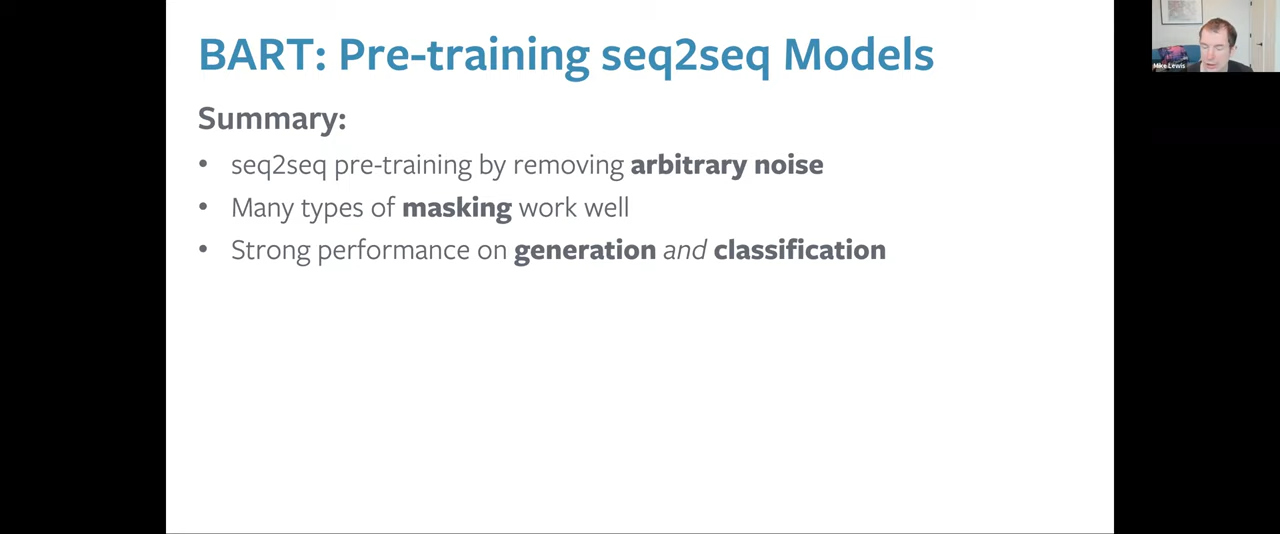 BART: Pre-training seq2seq Models
Summary:
• seq2seq pre-training by removing arbitrary noise
• Many types of masking work well
• Strong performance on generation and classification
Mike Lewis